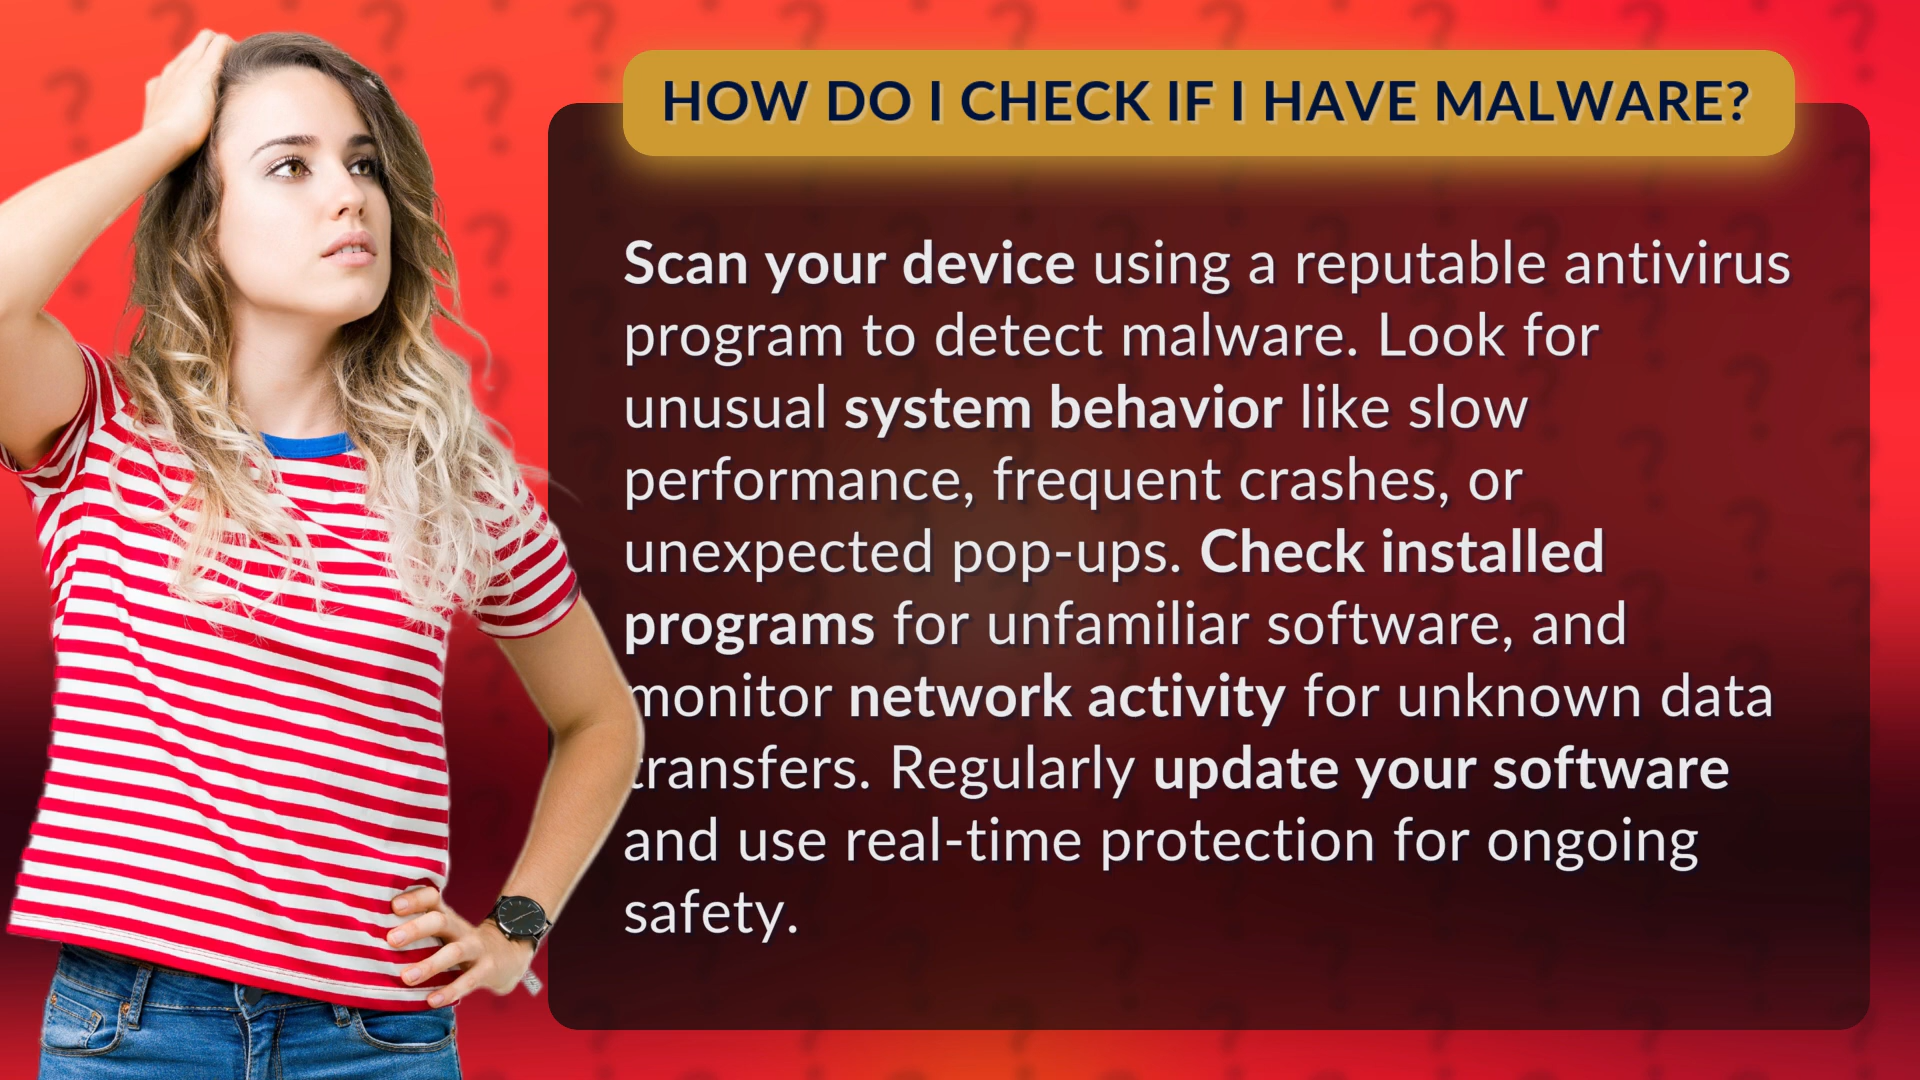 HOW DO I CHECK IF I HAVE MALWARE?
Scan your device using a reputable antivirus
program to detect malware. Look for
unusual system behavior like slow
performance, frequent crashes, or
unexpected pop-ups. Check installed
programs for unfamiliar software, and
monitor network activity for unknown data
transfers. Regularly update your software
and use real-time protection for ongoing
safety.